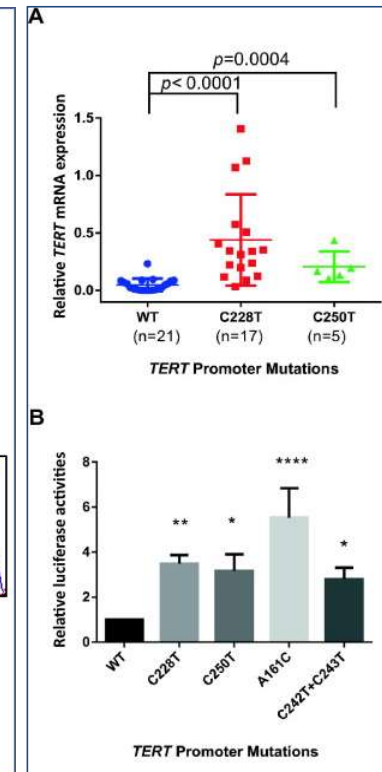 A
p=0.0004
p< 0.0001
Relative TERT mRNA expression
1.5
1.0
0.5
0.0
WT C228T C250T
(n=21) (n=17) (n=5)
TERT Promoter Mutations
B
Relative luciferase activities
8
6
4
2
0
**
*
****
*
WT
C228T
C250T
A161C
C242T+C243T
TERT Promoter Mutations